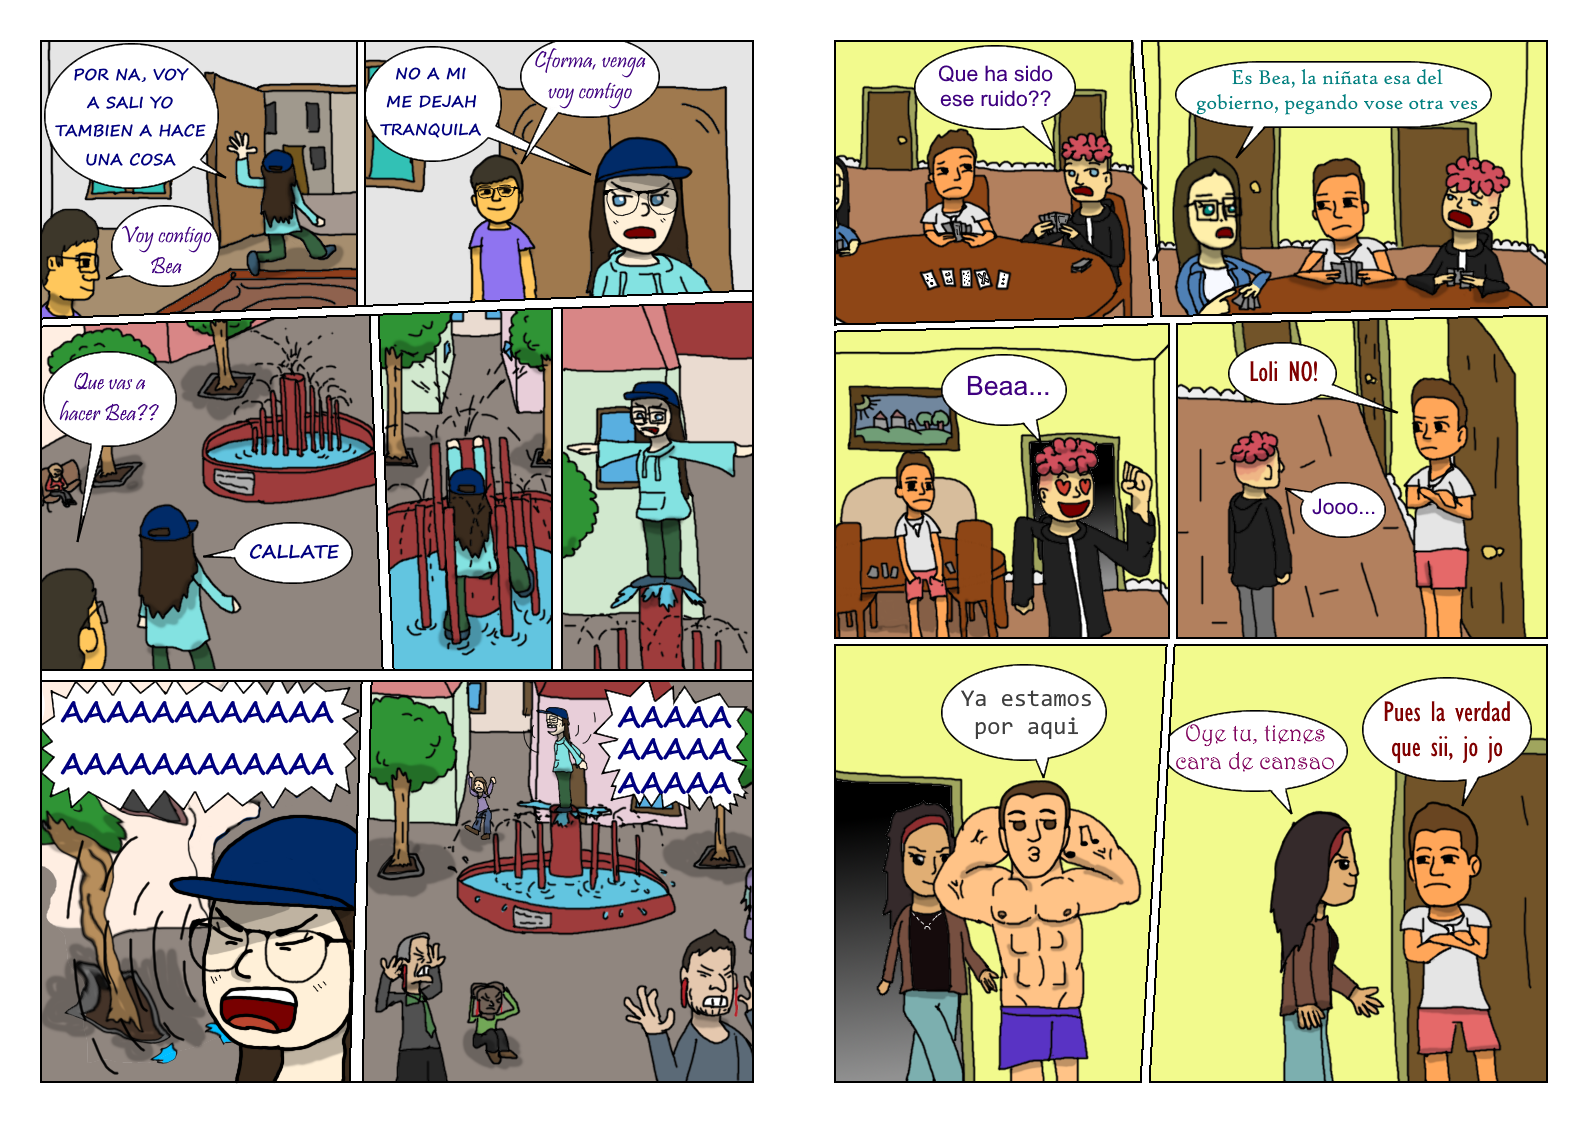 POR NA, VOY
A SALI YO
TAMBIEN A HACE
UNA COSA
Voy contigo
Bea
NO A MI
ME DEJAH
TRANQUILA
Cforma, venga
voy contigo
Que vas a
hacer Bea??
CALLATE
AAAAAAAAAAAA
AAAAAAAAAAAA
AAAAA
AAAAA
AAAAA
Que ha sido
ese ruido??
Es Bea, la niñata esa del
gobierno, pegando vose otra ves
Beaa...
Loli NO!
Jooo...
Ya estamos
por aqui
Oye tu, tienes
cara de cansao
Pues la verdad
que sii, jo jo